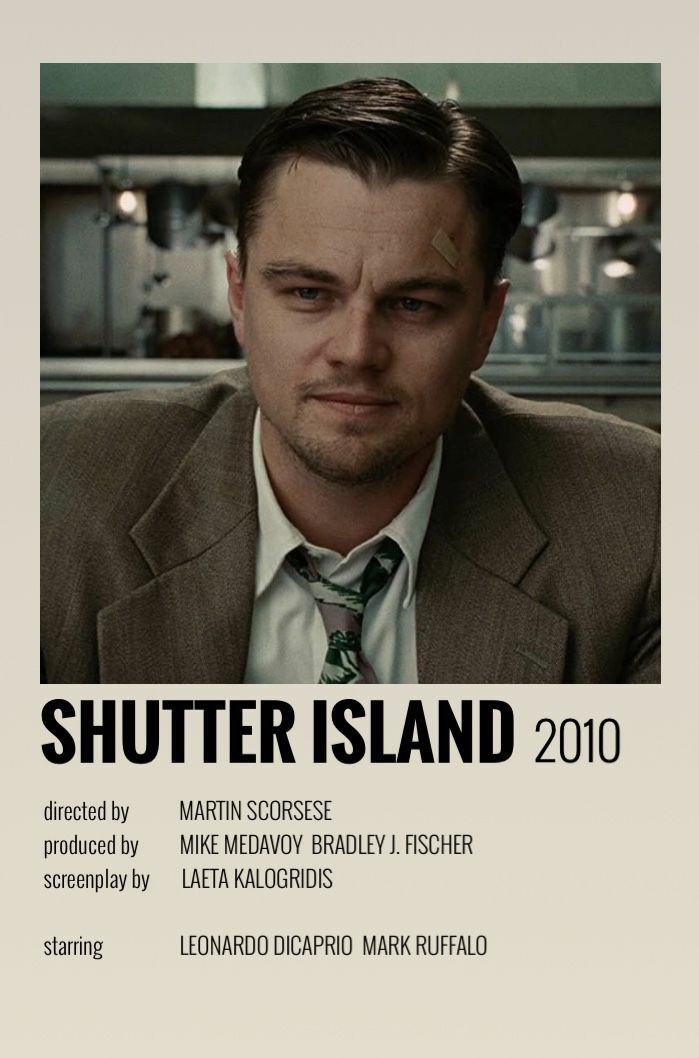 SHUTTER ISLAND 2010
directed by MARTIN SCORSESE
produced by MIKE MEDAVOY BRADLEY J. FISCHER
screenplay by LAETA KALOGRIDIS
starring LEONARDO DICAPRIO MARK RUFFALO